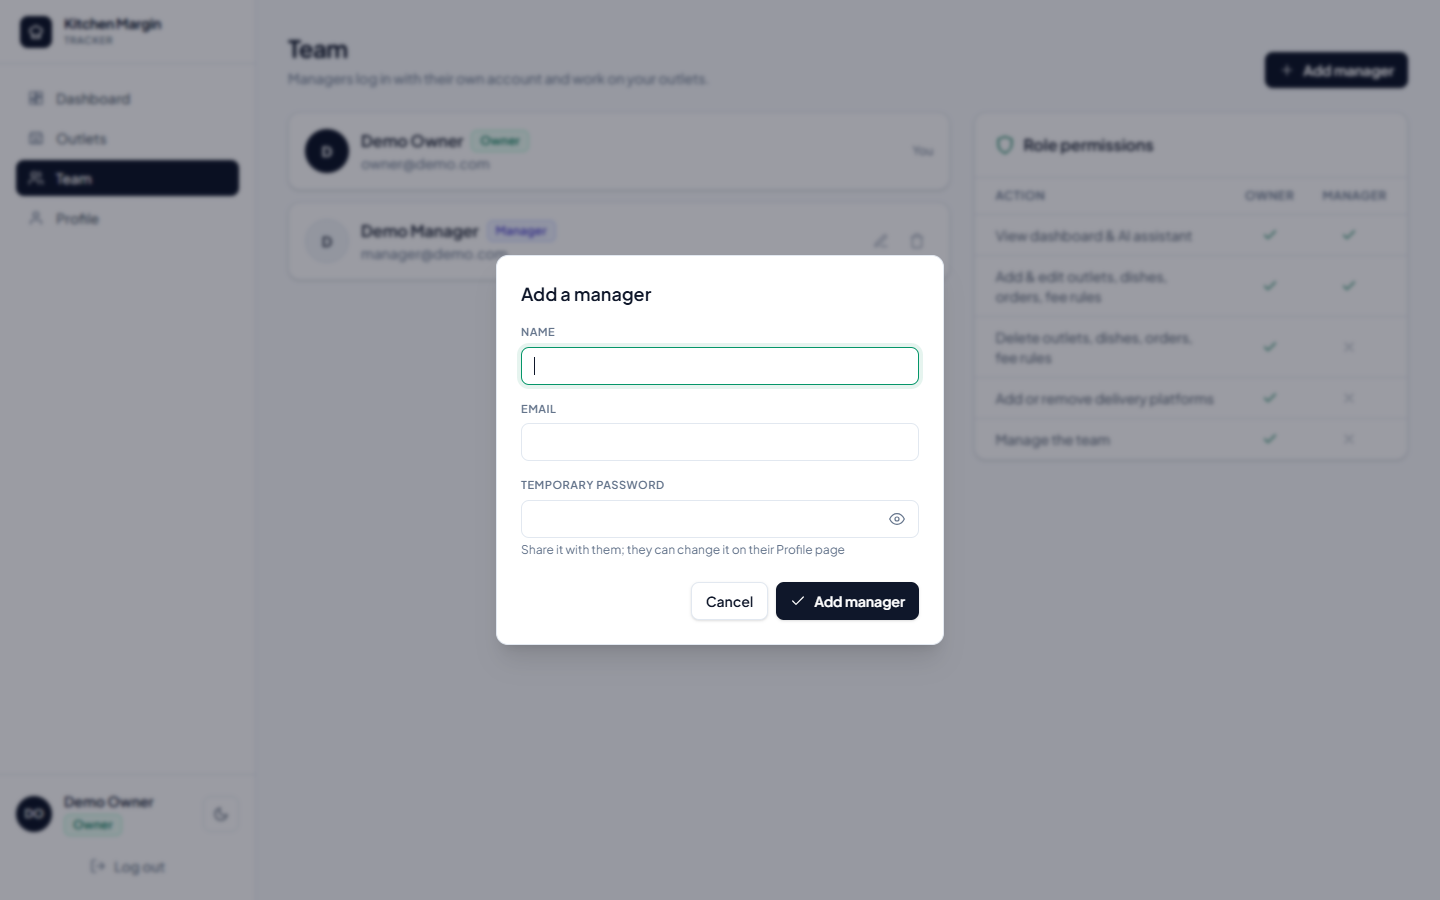 Kitchen Margin
TRACKER
Dashboard
Outlets
Team
Profile
Team
Managers log in with their own account and work on your outlets.
Add manager
D
Demo Owner
Owner
owner@demo.com
You
D
Demo Manager
Manager
manager@demo.com
Role permissions
ACTION
OWNER
MANAGER
View dashboard & AI assistant
Add & edit outlets, dishes,
orders, fee rules
Delete outlets, dishes, orders,
fee rules
Add or remove delivery platforms
Manage the team
Add a manager
NAME
EMAIL
TEMPORARY PASSWORD
Share it with them; they can change it on their Profile page
Cancel
Add manager
DO
Demo Owner
Owner
Log out